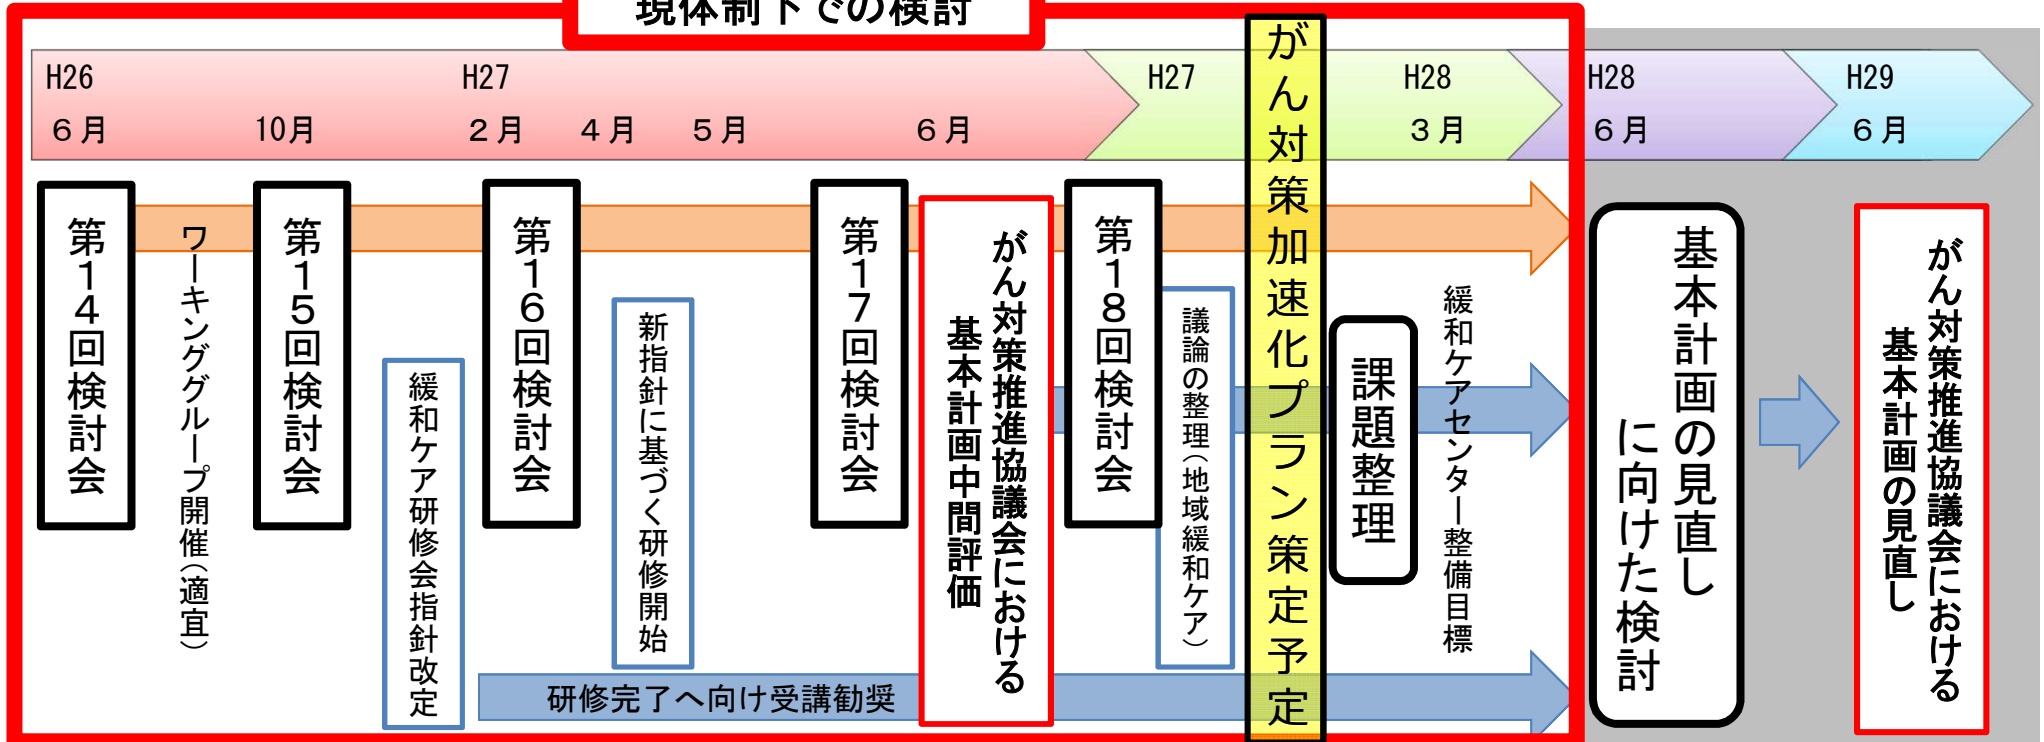 現体制下での検討
H26
H27
H27
H28
H28
H29
６月
10月
２月
４月
５月
６月
３月
６月
６月
第14回検討会
ワーキンググループ開催（適宜）
第15回検討会
緩和ケア研修会指針改定
第16回検討会
新指針に基づく研修開始
第17回検討会
がん対策推進協議会における
基本計画中間評価
第18回検討会
議論の整理（地域緩和ケア）
がん対策加速化プラン策定予定
課題整理
緩和ケアセンター整備目標
基本計画の見直し
に向けた検討
がん対策推進協議会における
基本計画の見直し
研修完了へ向け受講勧奨